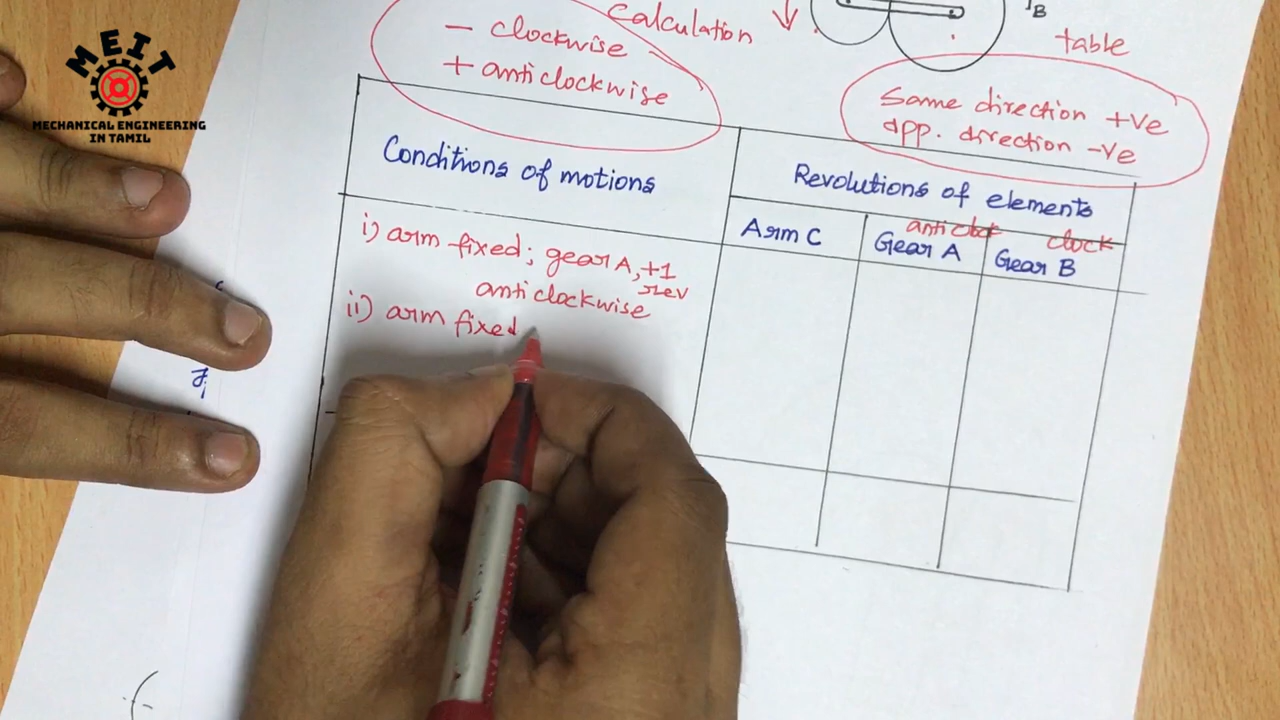 MEIT
MECHANICAL ENGINEERING
IN TAMIL
calculation
- clockwise
+ anticlockwise
B
table
Same direction +ve
opp. direction -ve
Conditions of motions
Revolutions of elements
Arm C
anticlok
Gear A
clock
Gear B
i) arm fixed; gear A, +1
rev
anticlockwise
ii) arm fixed